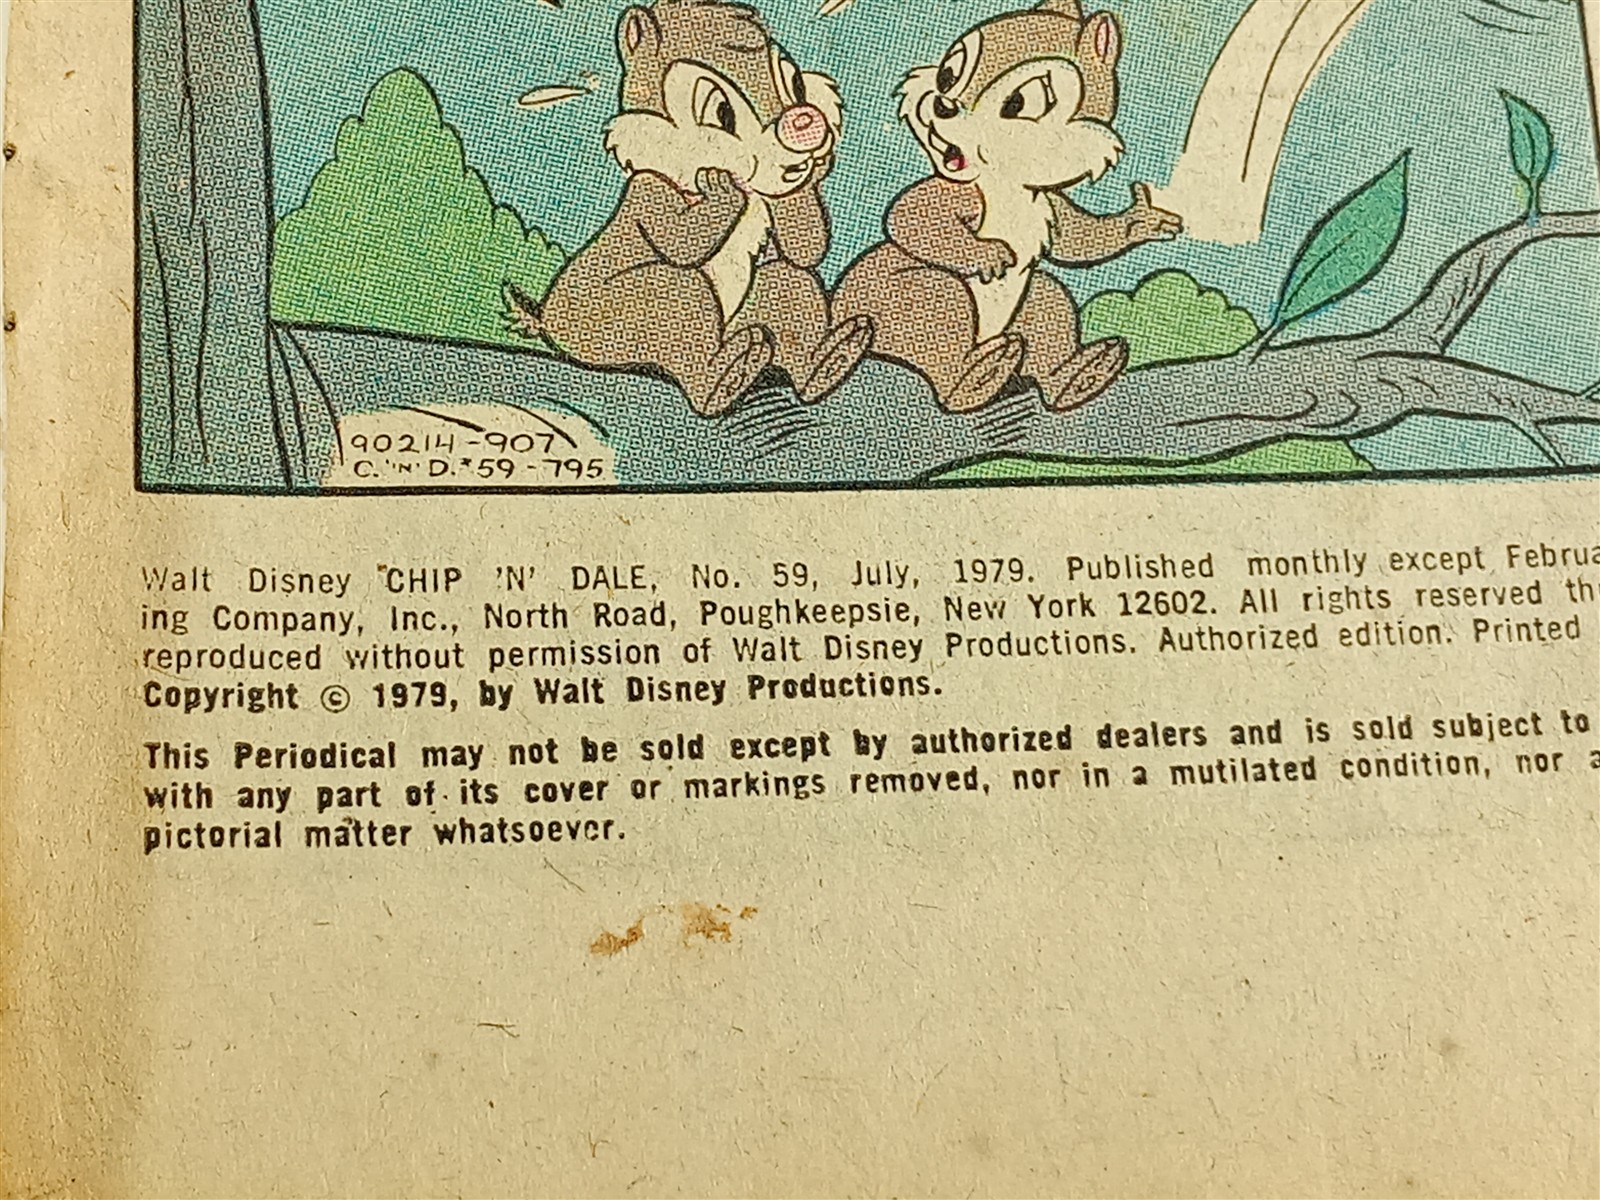 90214-907
C. 'N' D. #59 - 795
Walt Disney "CHIP 'N' DALE, No. 59, July, 1979. Published monthly except
ing Company, Inc., North Road, Poughkeepsie, New York 12602. All rights reserved
reproduced without permission of Walt Disney Productions. Authorized edition. Printed
Copyright © 1979, by Walt Disney Productions.
This Periodical may not be sold except by authorized dealers and is sold subject to
with any part of its cover or markings removed, nor in a mutilated condition, nor
pictorial matter whatsoever.